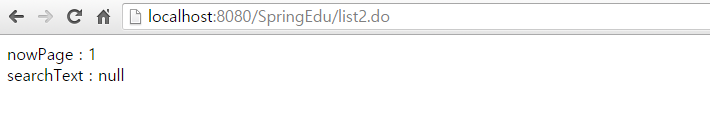 localhost:8080/SpringEdu/list2.do
nowPage : 1
searchText : null